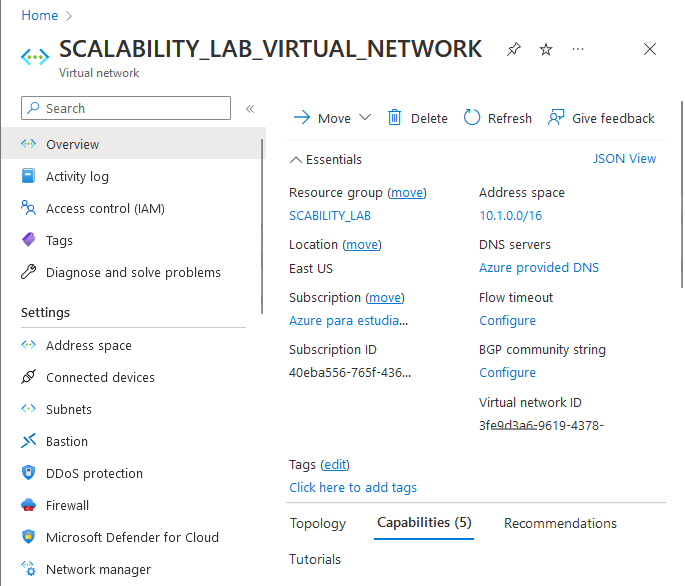 Home
SCALABILITY_LAB_VIRTUAL_NETWORK
Virtual network
Search
Overview
Activity log
Access control (IAM)
Tags
Diagnose and solve problems
Settings
Address space
Connected devices
Subnets
Bastion
DDoS protection
Firewall
Microsoft Defender for Cloud
Network manager
Move
Delete
Refresh
Give feedback
Essentials
JSON View
Resource group (move)
SCABILITY_LAB
Location (move)
East US
Subscription (move)
Azure para estudia...
Subscription ID
40eba556-765f-436...
Address space
10.1.0.0/16
DNS servers
Azure provided DNS
Flow timeout
Configure
BGP community string
Configure
Virtual network ID
3fe9d3a6-9619-4378-
Tags (edit)
Click here to add tags
Topology
Capabilities (5)
Recommendations
Tutorials